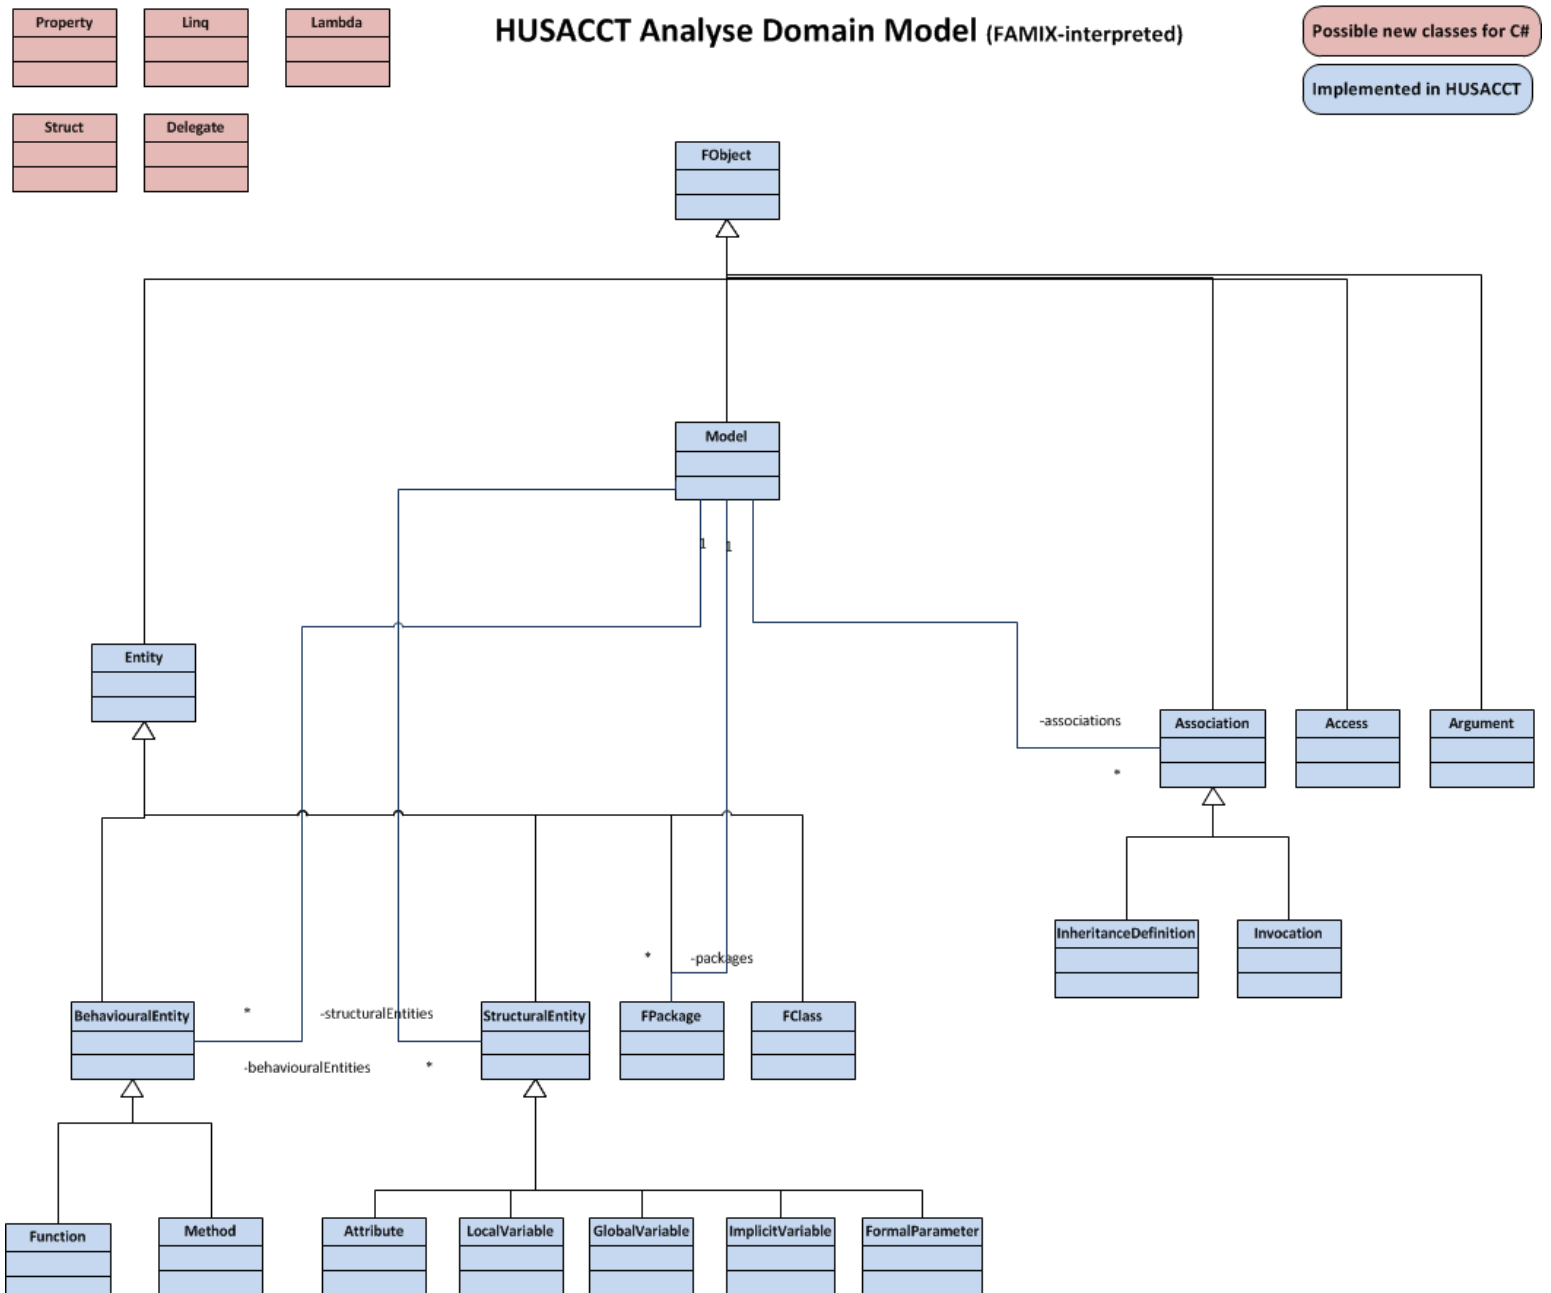 Property
Linq
Lambda
HUSACCT Analyse Domain Model (FAMIX-interpreted)
Possible new classes for C#
Implemented in HUSACCT
Struct
Delegate
FObject
Model
1
1
Entity
-associations
Association
Access
Argument
*
InheritanceDefinition
Invocation
*
-packages
BehaviouralEntity
*
-structuralEntities
StructuralEntity
FPackage
FClass
-behaviouralEntities
*
Function
Method
Attribute
LocalVariable
GlobalVariable
ImplicitVariable
FormalParameter